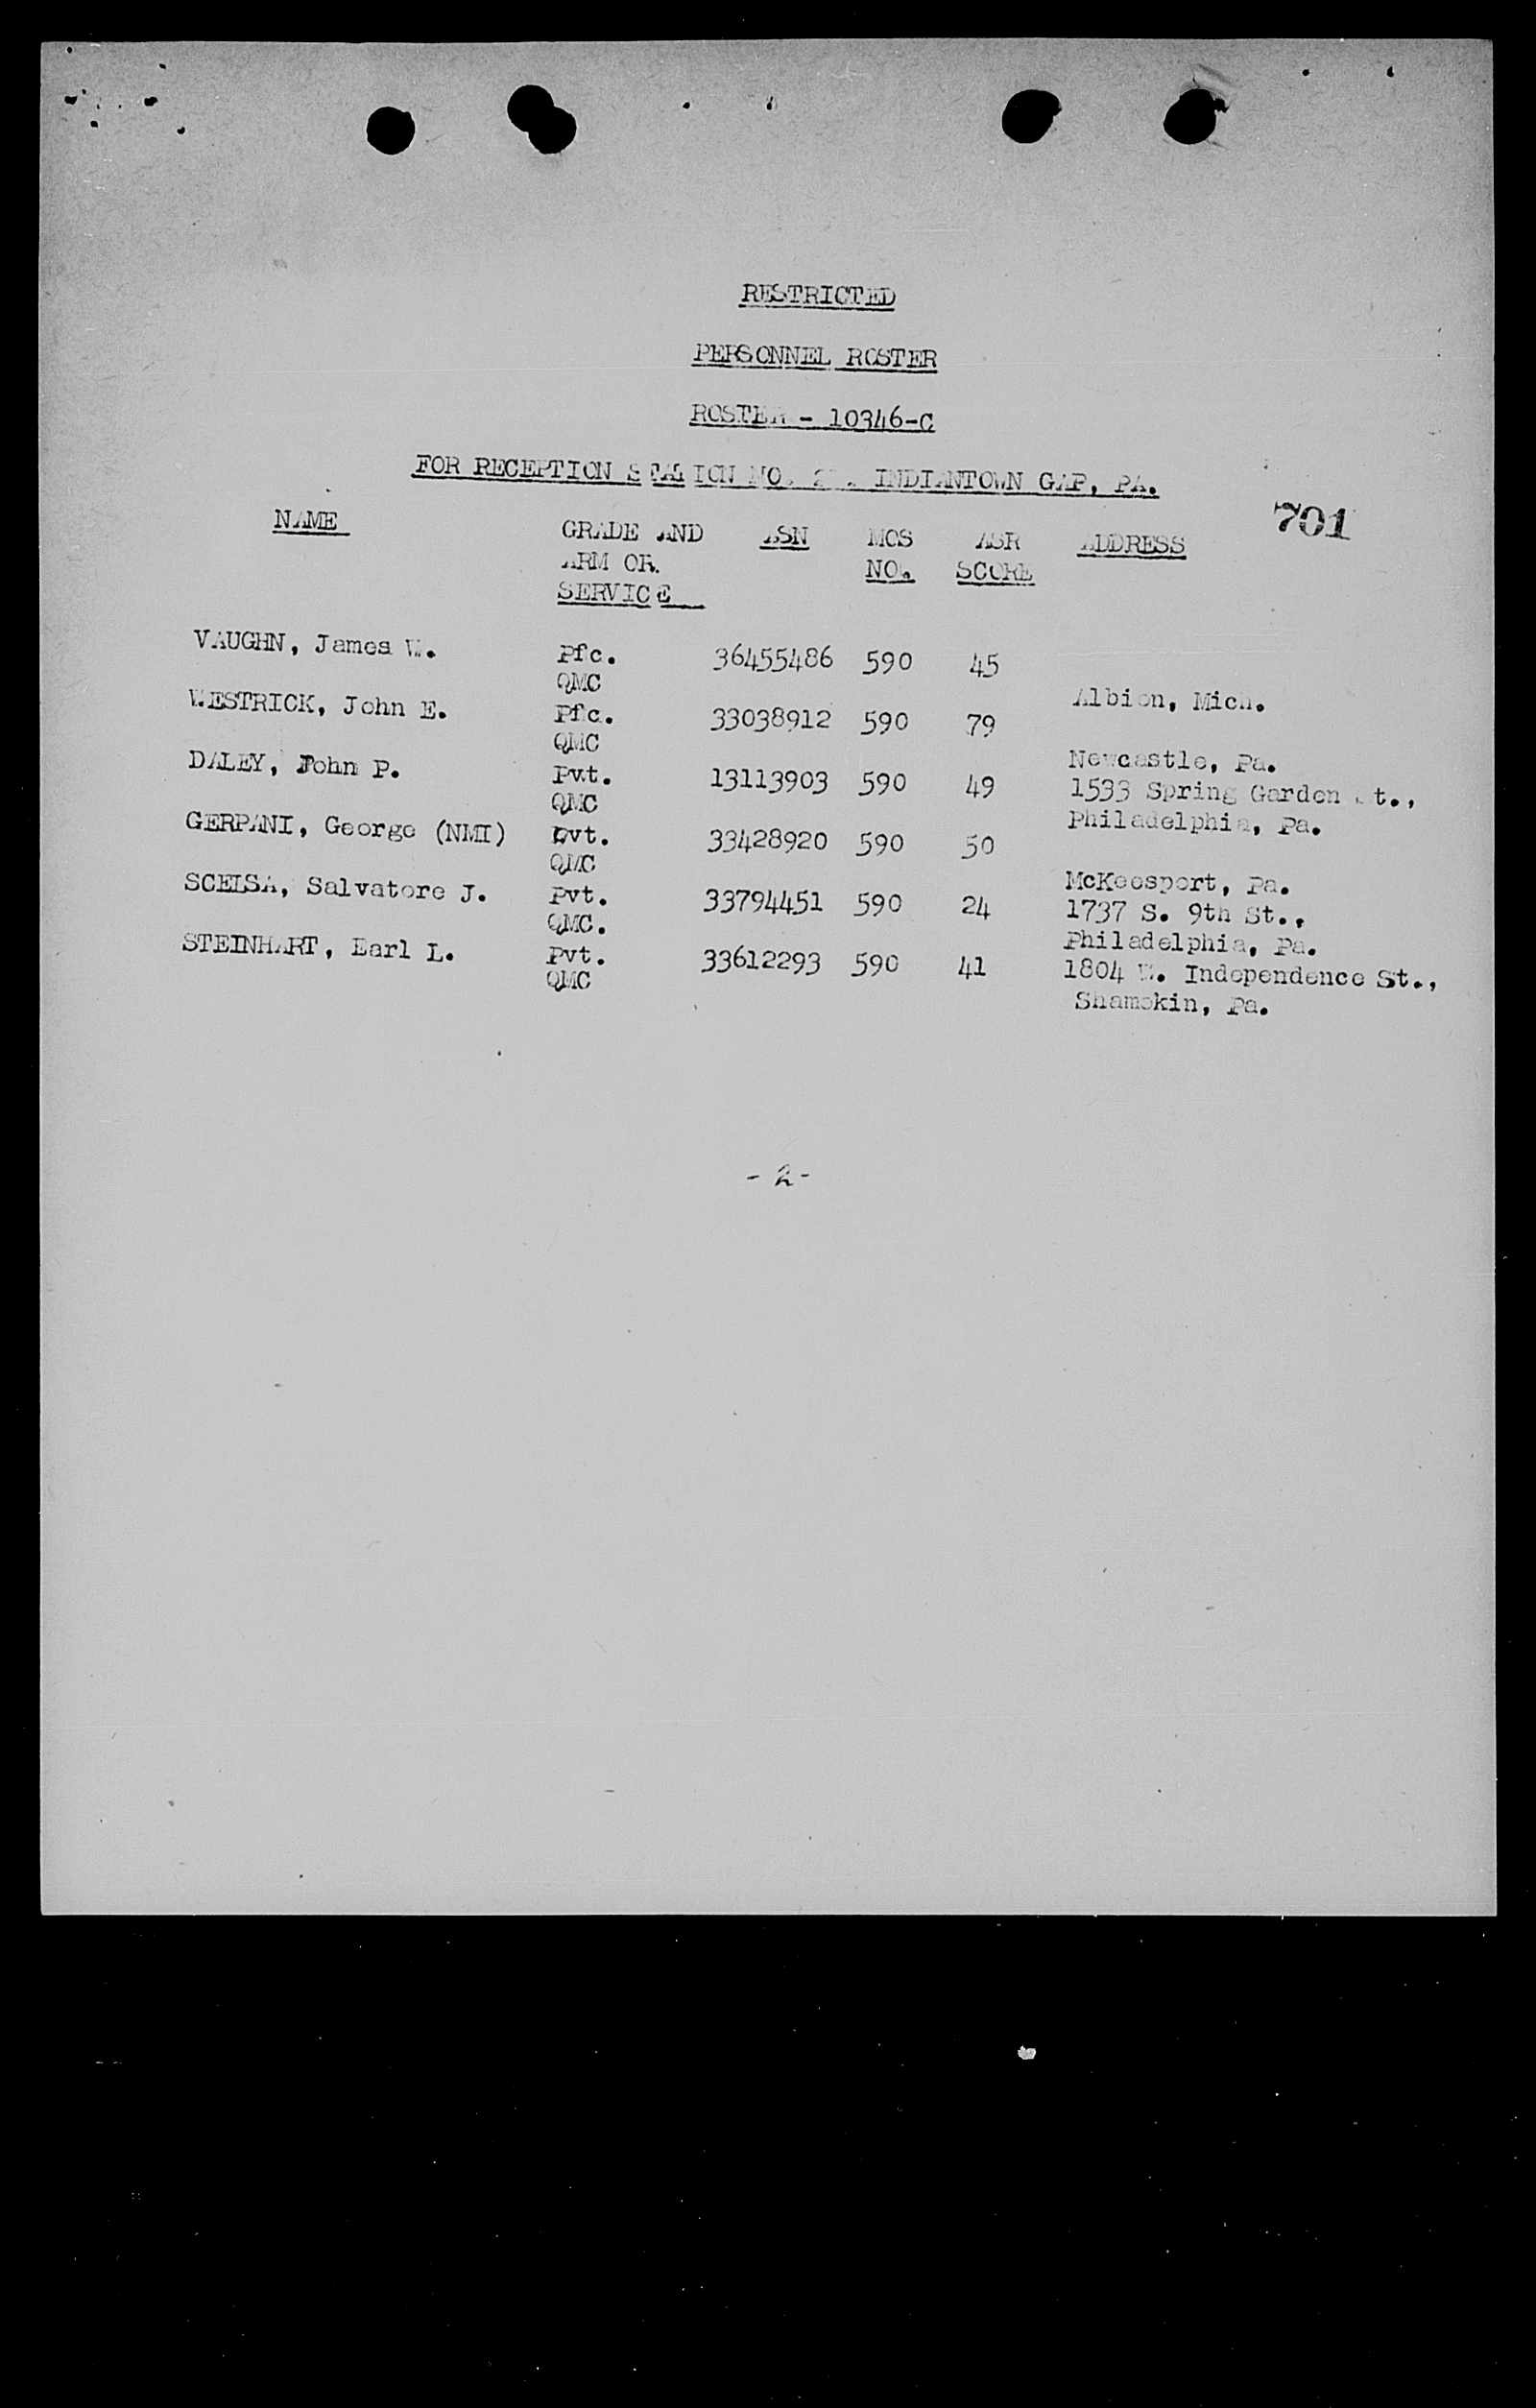 RESTRICTED
PERSONNEL ROSTER
ROSTER - 10346-C
FOR RECEPTION STATION NO. INDIANTOWN GAP, PA.
701
NAME GRADE AND ASN MOS ASR ADDRESS
ARM OR NO. SCORE
SERVICE
VAUGHN, James W. Pfc. 36455486 590 45
QMC Albion, Mich.
WESTRICK, John E. Pfc. 33038912 590 79
QMC Newcastle, Pa.
DALEY, John P. Pvt. 13113903 590 49 1533 Spring Garden St.,
QMC Philadelphia, Pa.
GERPANI, George (NMI) Pvt. 33428920 590 50
QMC McKeesport, Pa.
SCELSA, Salvatore J. Pvt. 33794451 590 24 1737 S. 9th St.,
QMC. Philadelphia, Pa.
STEINHART, Earl L. Pvt. 33612293 590 41 1804 W. Independence St.,
QMC Shamokin, Pa.
- 2 -